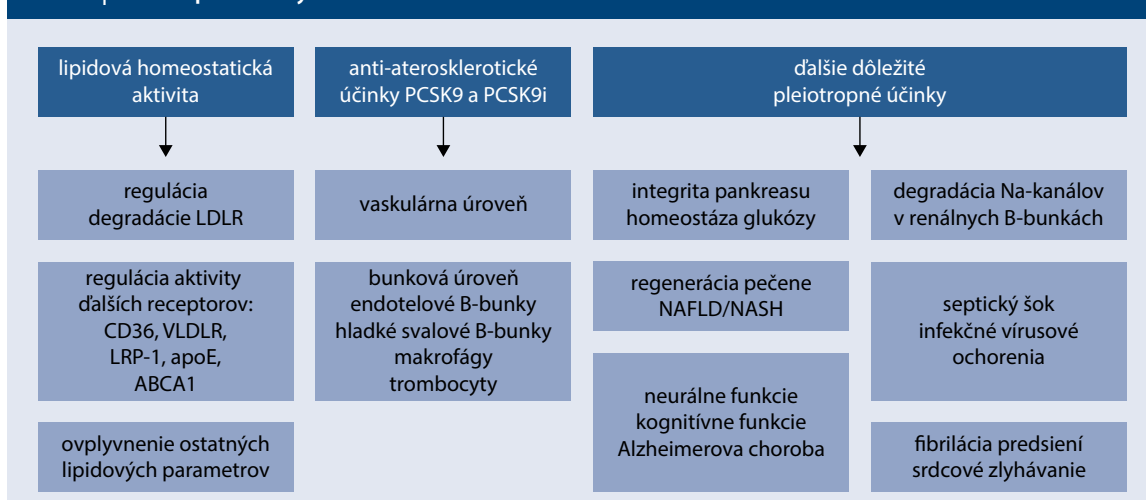 lipidová homeostatická
aktivita
regulácia
degradácie LDLR
regulácia aktivity
ďalších receptorov:
CD36, VLDLR,
LRP-1, apoE,
ABCA1
ovplyvnenie ostatných
lipidových parametrov
anti-aterosklerotické
účinky PCSK9 a PCSK9i
vaskulárna úroveň
bunková úroveň
endotelové B-bunky
hladké svalové B-bunky
makrofágy
trombocyty
ďalšie dôležité
pleiotropné účinky
integrita pankreasu
homeostáza glukózy
regenerácia pečene
NAFLD/NASH
neurálne funkcie
kognitívne funkcie
Alzheimerova choroba
degradácia Na-kanálov
v renálnych B-bunkách
septický šok
infekčné vírusové
ochorenia
fibrilácia predsiení
srdcové zlyhávanie